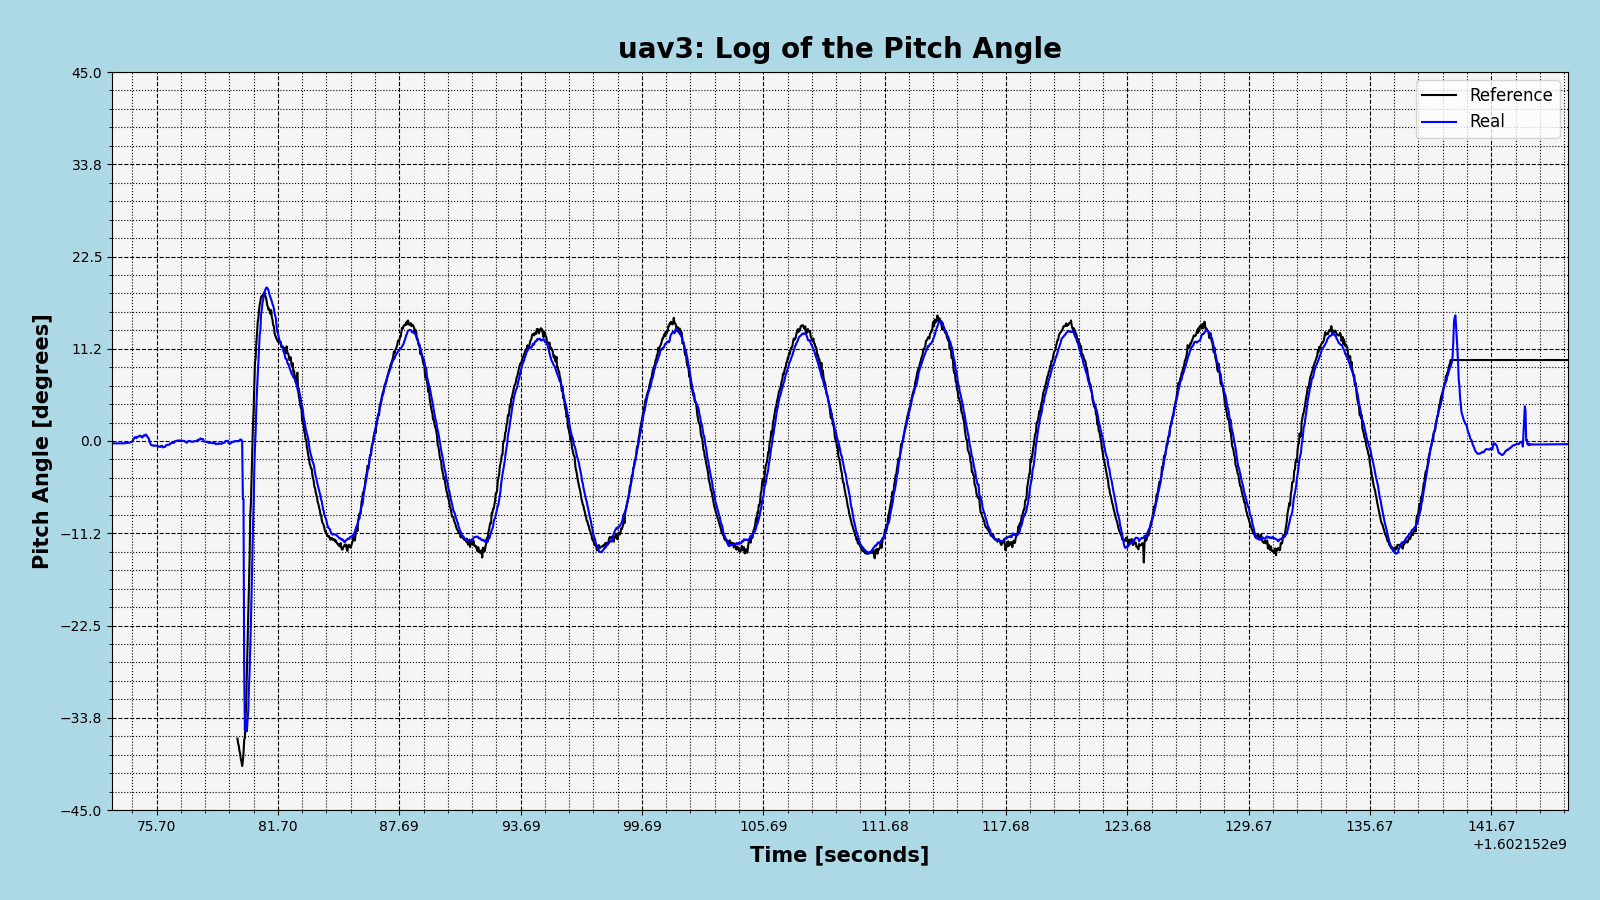 uav3: Log of the Pitch Angle
Reference
Real
Pitch Angle [degrees]
45.0
33.8
22.5
11.2
0.0
−11.2
−22.5
−33.8
−45.0
75.70 81.70 87.69 93.69 99.69 105.69 111.68 117.68 123.68 129.67 135.67 141.67
+1.602152e9
Time [seconds]